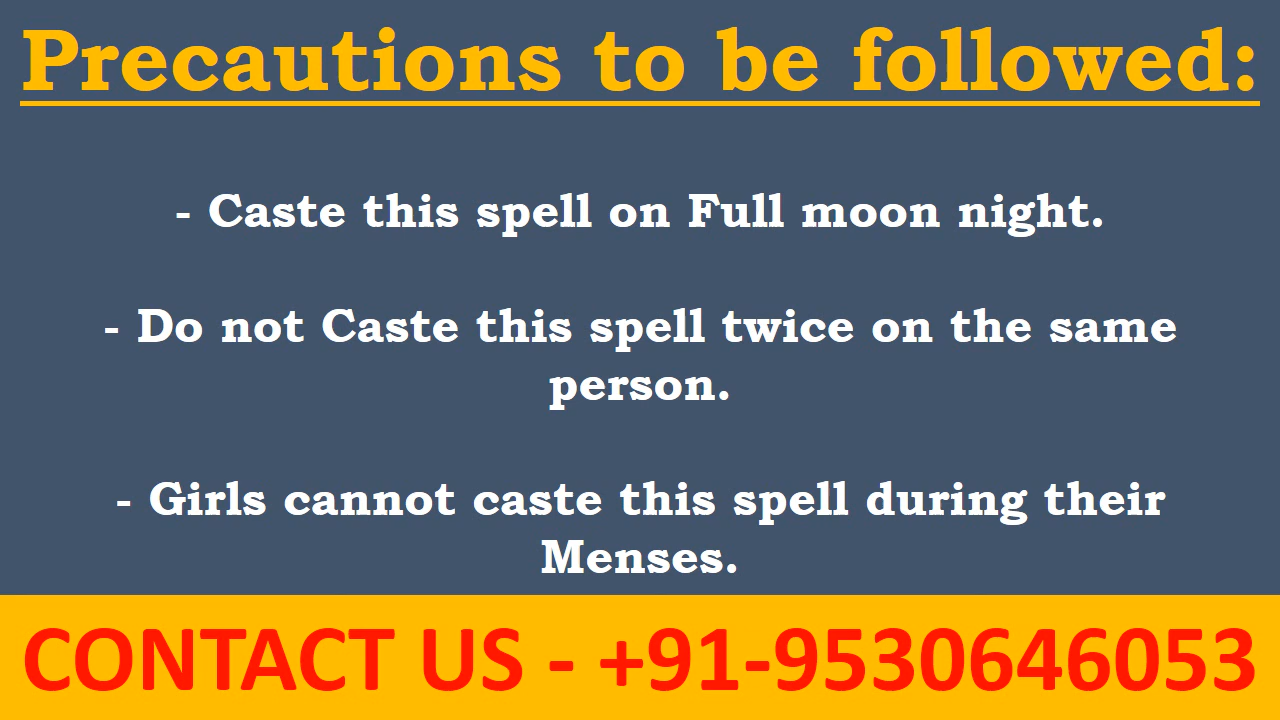 Precautions to be followed:
- Caste this spell on Full moon night.
- Do not Caste this spell twice on the same
person.
- Girls cannot caste this spell during their
Menses.
CONTACT US - +91-9530646053